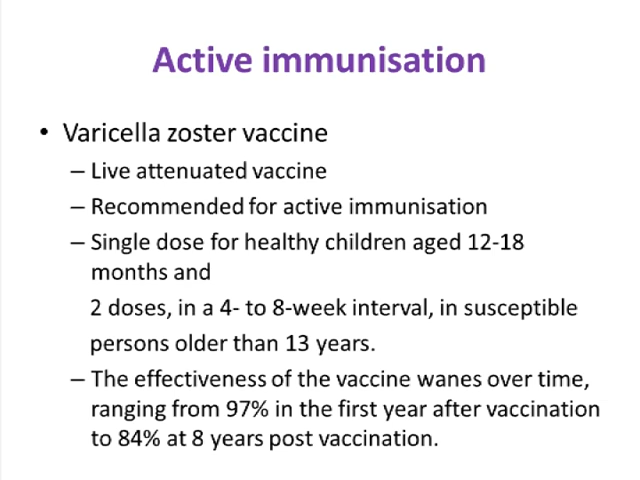 Active immunisation
• Varicella zoster vaccine
– Live attenuated vaccine
– Recommended for active immunisation
– Single dose for healthy children aged 12-18
months and
2 doses, in a 4- to 8-week interval, in susceptible
persons older than 13 years.
– The effectiveness of the vaccine wanes over time,
ranging from 97% in the first year after vaccination
to 84% at 8 years post vaccination.